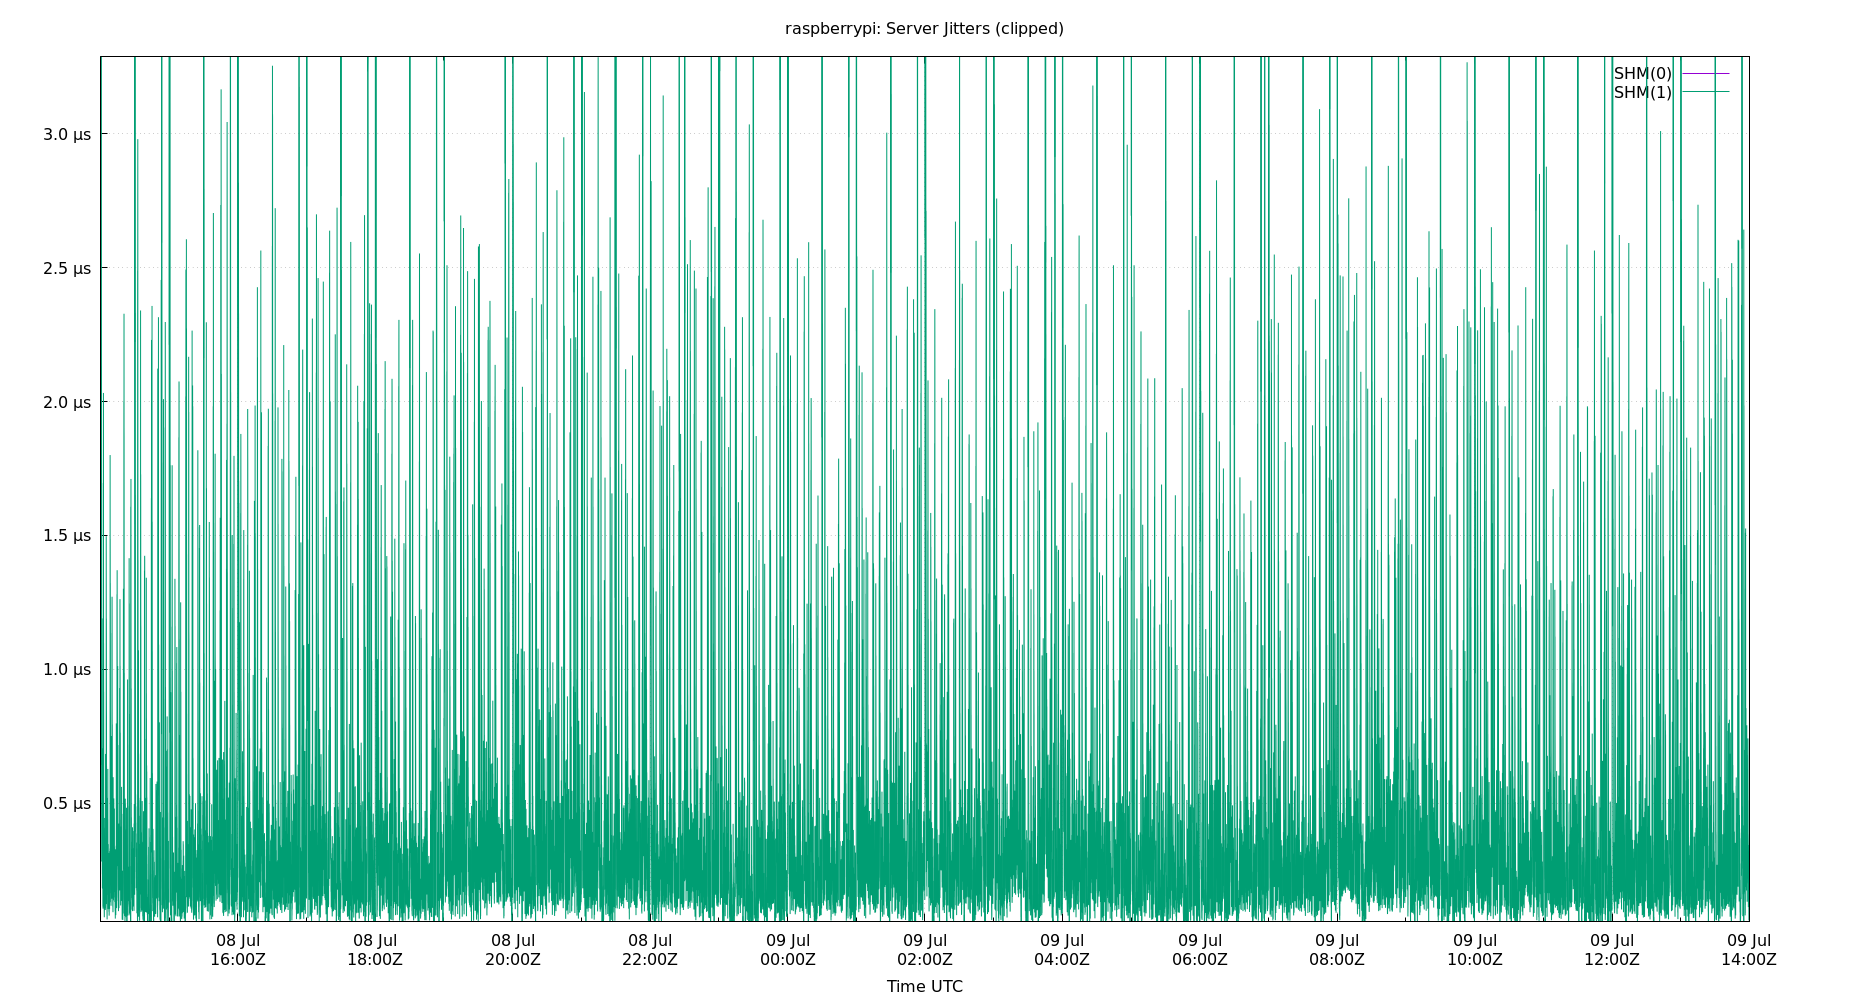 raspberrypi: Server Jitters (clipped)
SHM(0)
SHM(1)
3.0 µs
2.5 µs
2.0 µs
1.5 µs
1.0 µs
0.5 µs
08 Jul 08 Jul 08 Jul 08 Jul 09 Jul 09 Jul 09 Jul 09 Jul 09 Jul 09 Jul 09 Jul 09 Jul
16:00Z 18:00Z 20:00Z 22:00Z 00:00Z 02:00Z 04:00Z 06:00Z 08:00Z 10:00Z 12:00Z 14:00Z
Time UTC